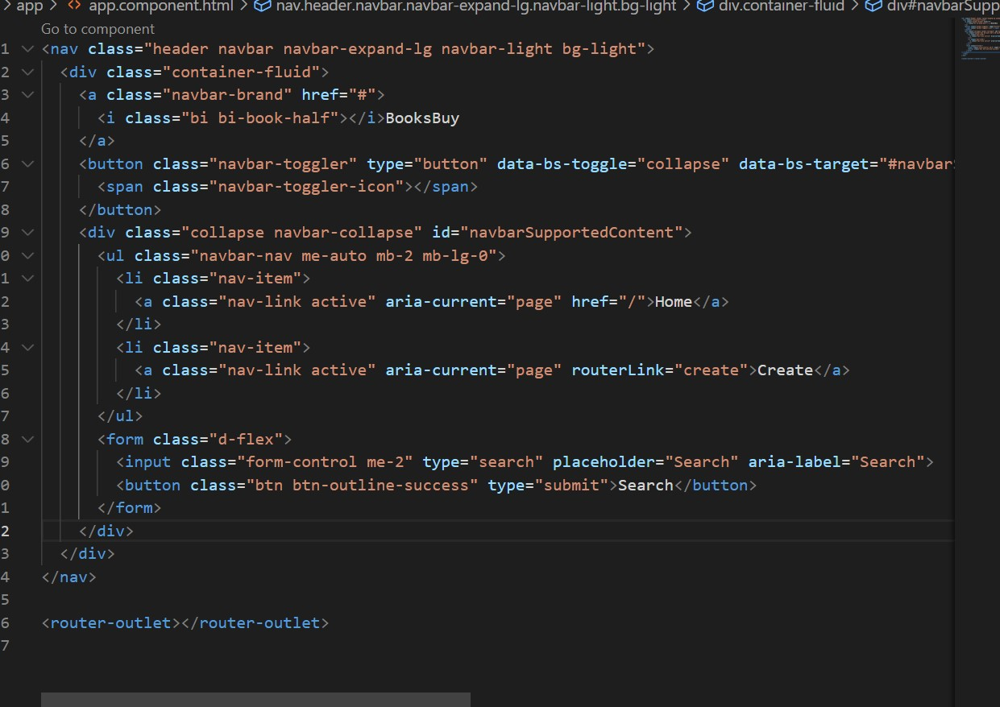 app > app.component.html > nav.header.navbar.navbar-expand-lg.navbar-light.bg-light > div.container-fluid > div#navbarSupp
Go to component
1 <nav class="header navbar navbar-expand-lg navbar-light bg-light">
2 <div class="container-fluid">
3 <a class="navbar-brand" href="#">
4 <i class="bi bi-book-half"></i>BooksBuy
5 </a>
6 <button class="navbar-toggler" type="button" data-bs-toggle="collapse" data-bs-target="#navbarS
7 <span class="navbar-toggler-icon"></span>
8 </button>
9 <div class="collapse navbar-collapse" id="navbarSupportedContent">
0 <ul class="navbar-nav me-auto mb-2 mb-lg-0">
1 <li class="nav-item">
2 <a class="nav-link active" aria-current="page" href="/">Home</a>
3 </li>
4 <li class="nav-item">
5 <a class="nav-link active" aria-current="page" routerLink="create">Create</a>
6 </li>
7 </ul>
8 <form class="d-flex">
9 <input class="form-control me-2" type="search" placeholder="Search" aria-label="Search">
0 <button class="btn btn-outline-success" type="submit">Search</button>
1 </form>
2 </div>
3 </div>
4 </nav>
5
6 <router-outlet></router-outlet>
7